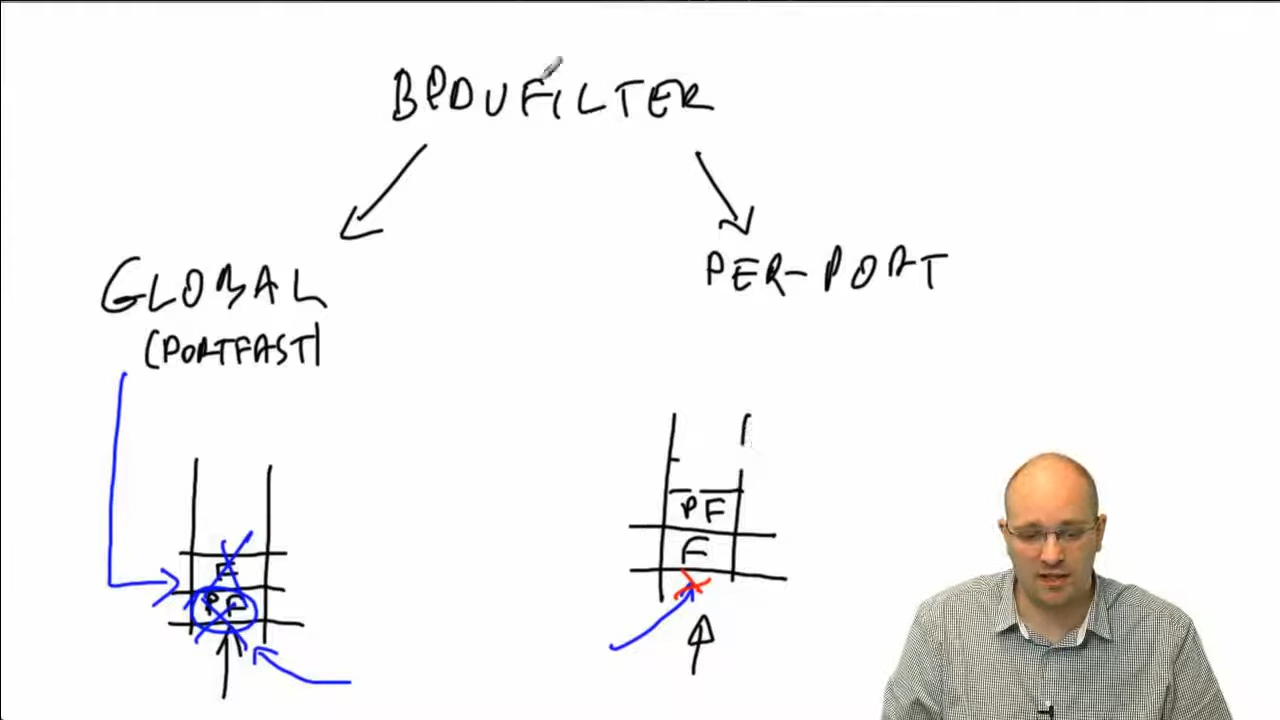 BPDUFILTER
GLOBAL
PER-PORT
(PORTFAST)
PF
F
F
PF